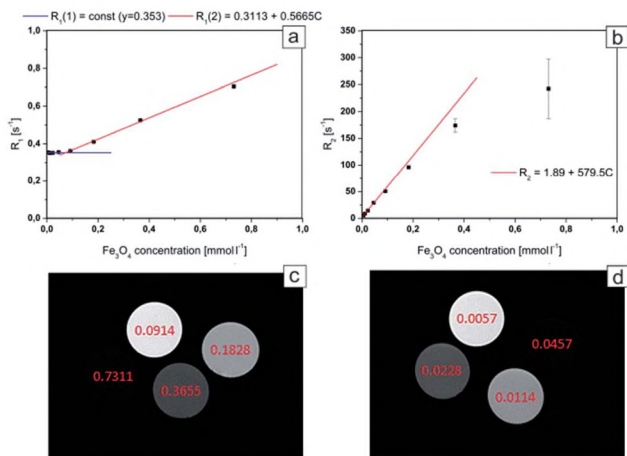 R₁(1) = const (y=0.353) R₁(2) = 0.3113 + 0.5665C
a
1,0
0,8
0,6
0,4
0,2
0,0
R₁ [s⁻¹]
0,0 0,2 0,4 0,6 0,8 1,0
Fe₃O₄ concentration [mmol l⁻¹]
b
350
300
250
200
150
100
50
0
R₂ [s⁻¹]
R₂ = 1.89 + 579.5C
0,0 0,2 0,4 0,6 0,8 1,0
Fe₃O₄ concentration [mmol l⁻¹]
c
0.0914
0.1828
0.7311
0.3655
d
0.0057
0.0457
0.0228
0.0114